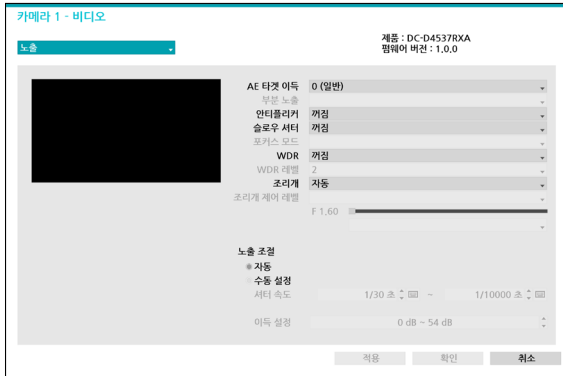 카메라 1 - 비디오
제품 : DC-D4537RXA
노출
펌웨어 버전 : 1.0.0
AE 타겟 이득 0 (일반)
부분 노출
안티플리커 꺼짐
슬로우 셔터 꺼짐
포커스 모드
WDR 꺼짐
WDR 레벨 2
조리개 자동
조리개 제어 레벨
F 1.60
노출 조절
자동
수동 설정
셔터 속도 1/30 초 ~ 1/10000 초
이득 설정 0 dB ~ 54 dB
적용 확인 취소